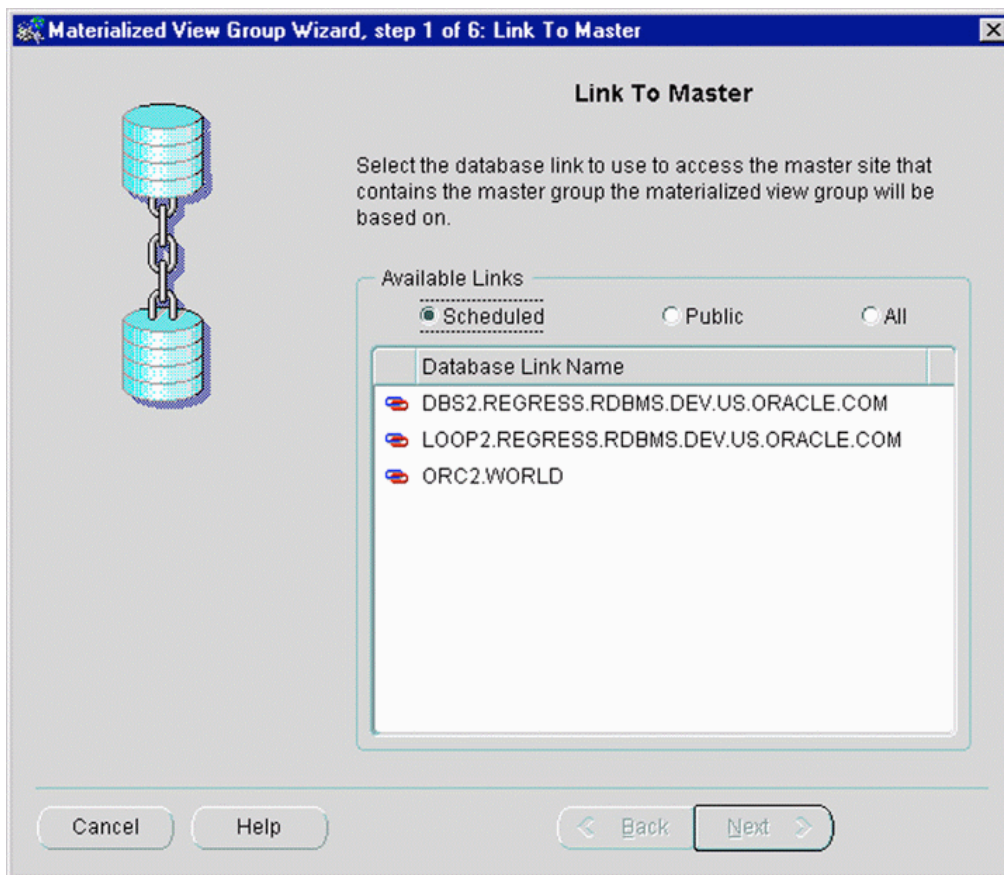 Materialized View Group Wizard, step 1 of 6: Link To Master
Link To Master
Select the database link to use to access the master site that
contains the master group the materialized view group will be
based on.
Available Links
Scheduled Public All
Database Link Name
DBS2.REGRESS.RDBMS.DEV.US.ORACLE.COM
LOOP2.REGRESS.RDBMS.DEV.US.ORACLE.COM
ORC2.WORLD
Cancel Help Back Next